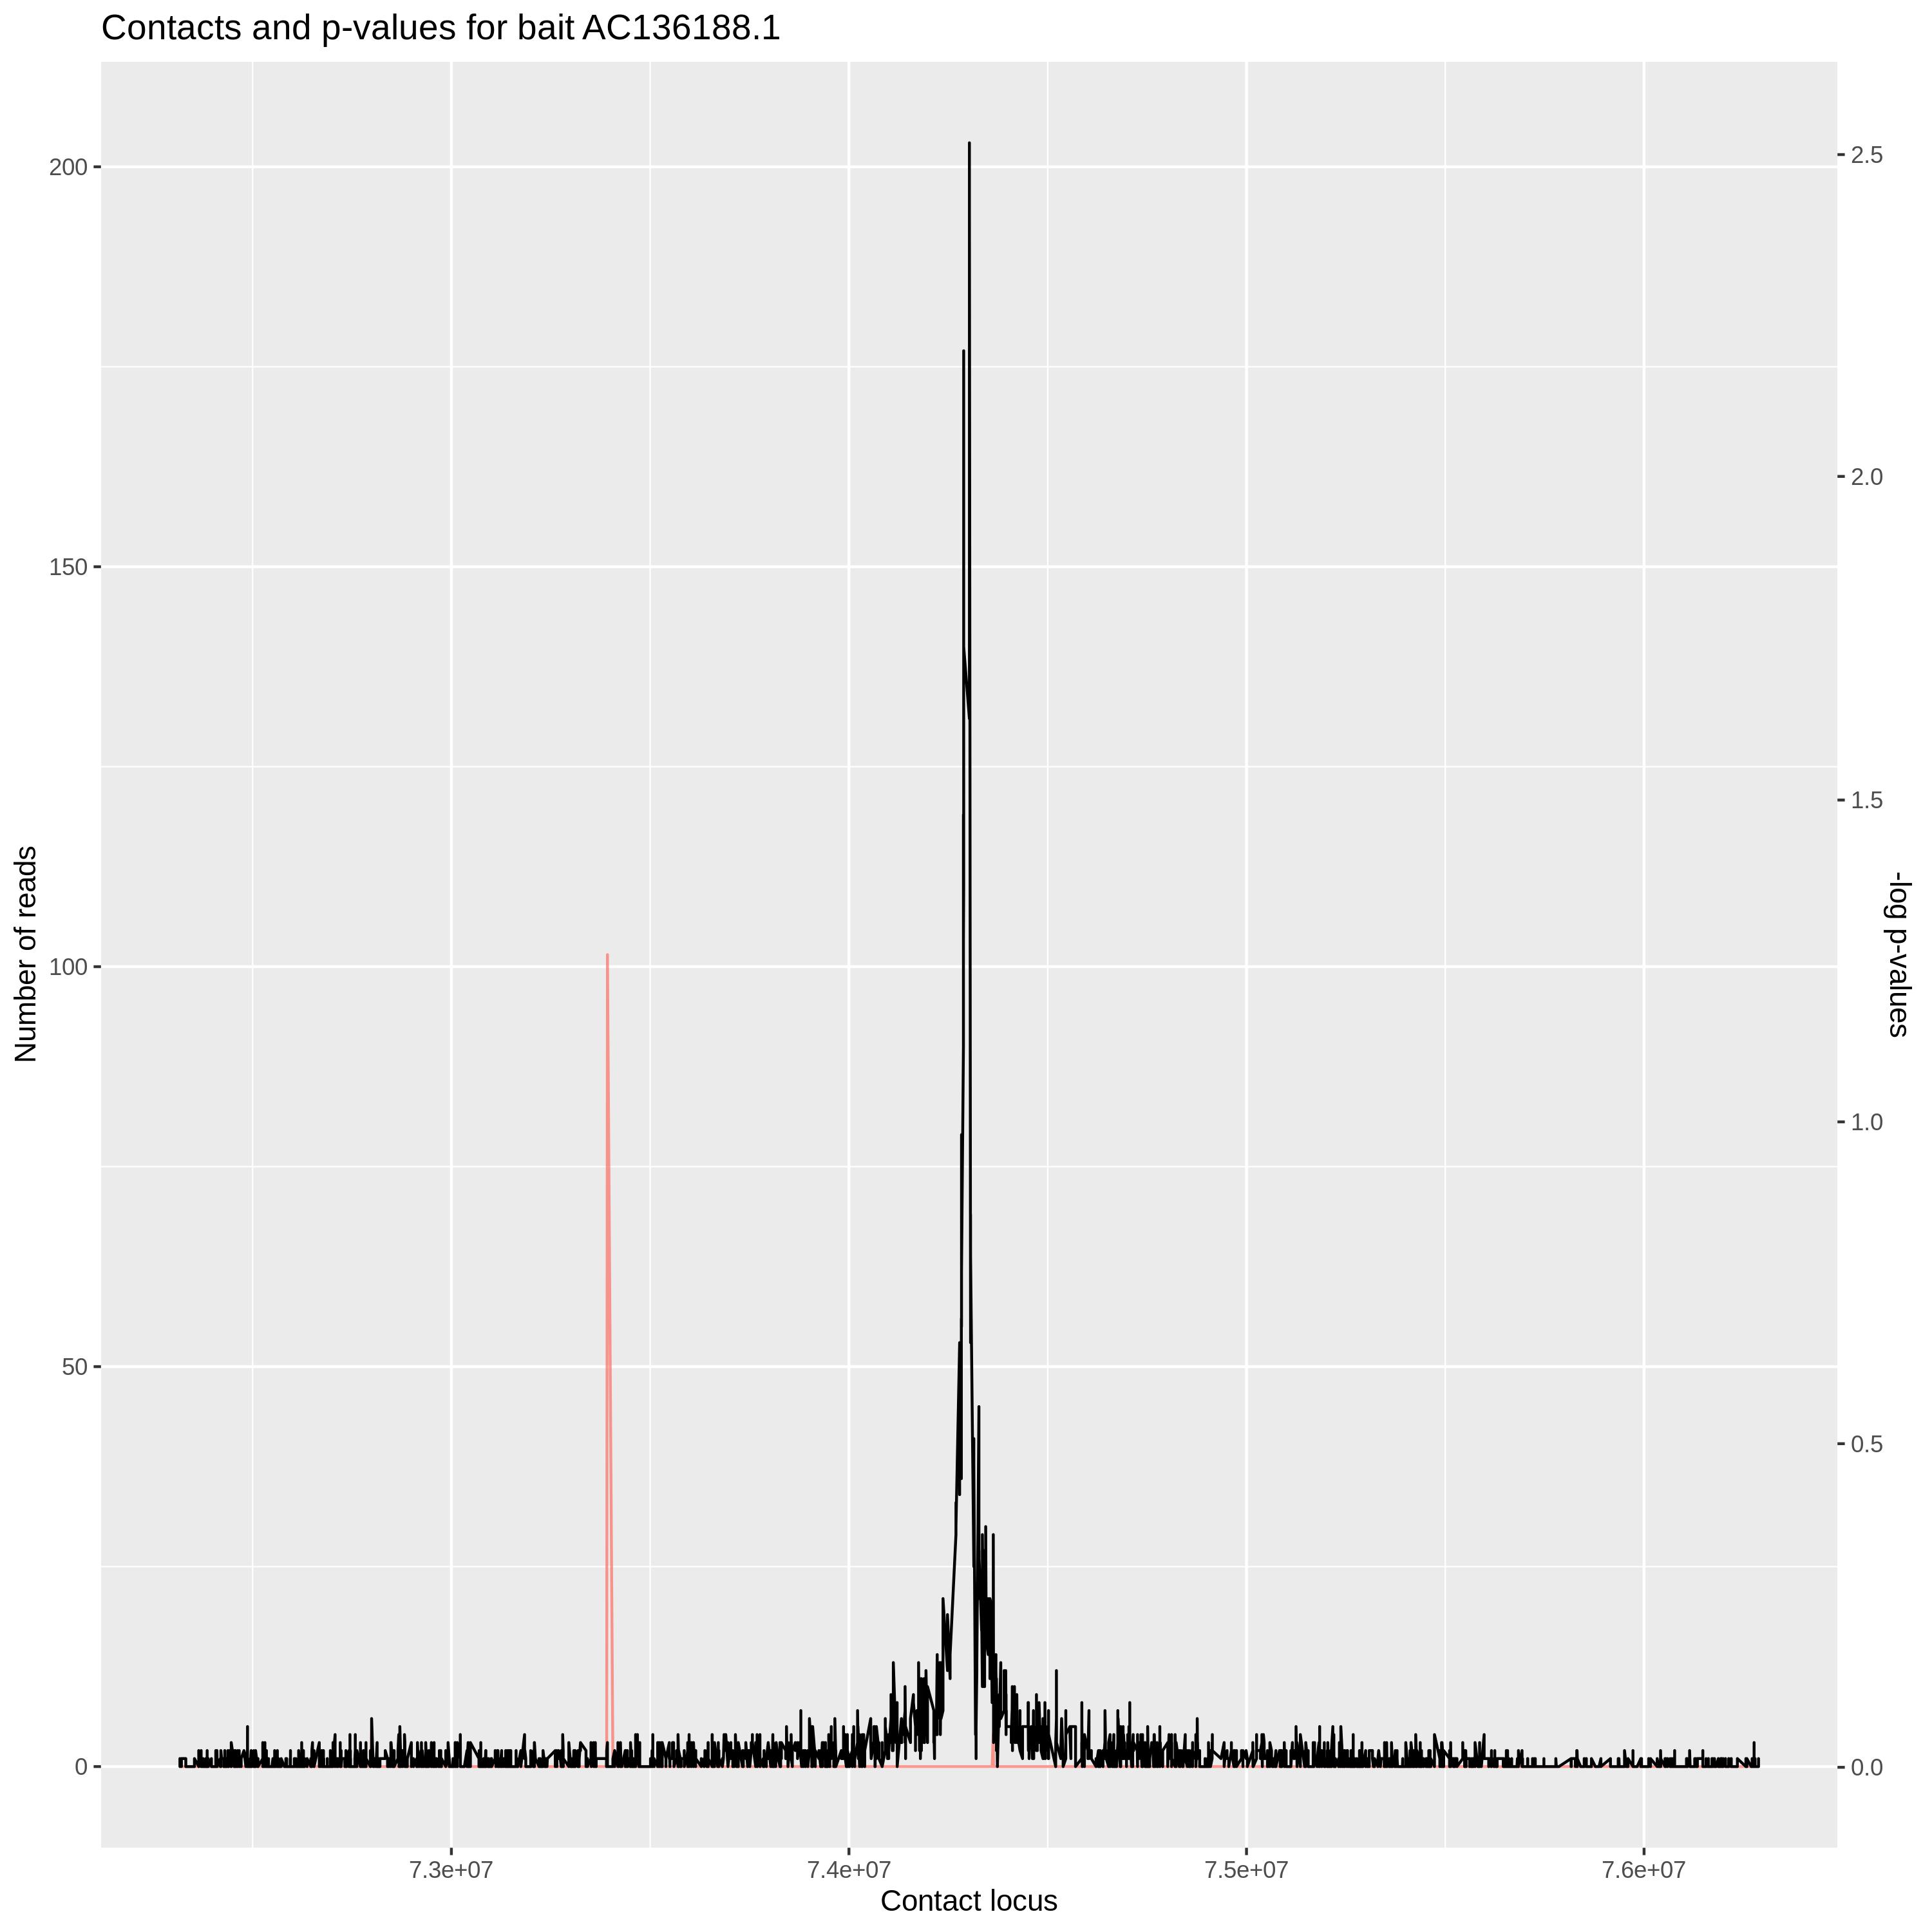 Contacts and p-values for bait AC136188.1
200
150
100
50
0
Number of reads
2.5
2.0
1.5
1.0
0.5
0.0
-log p-values
7.3e+07
7.4e+07
7.5e+07
7.6e+07
Contact locus